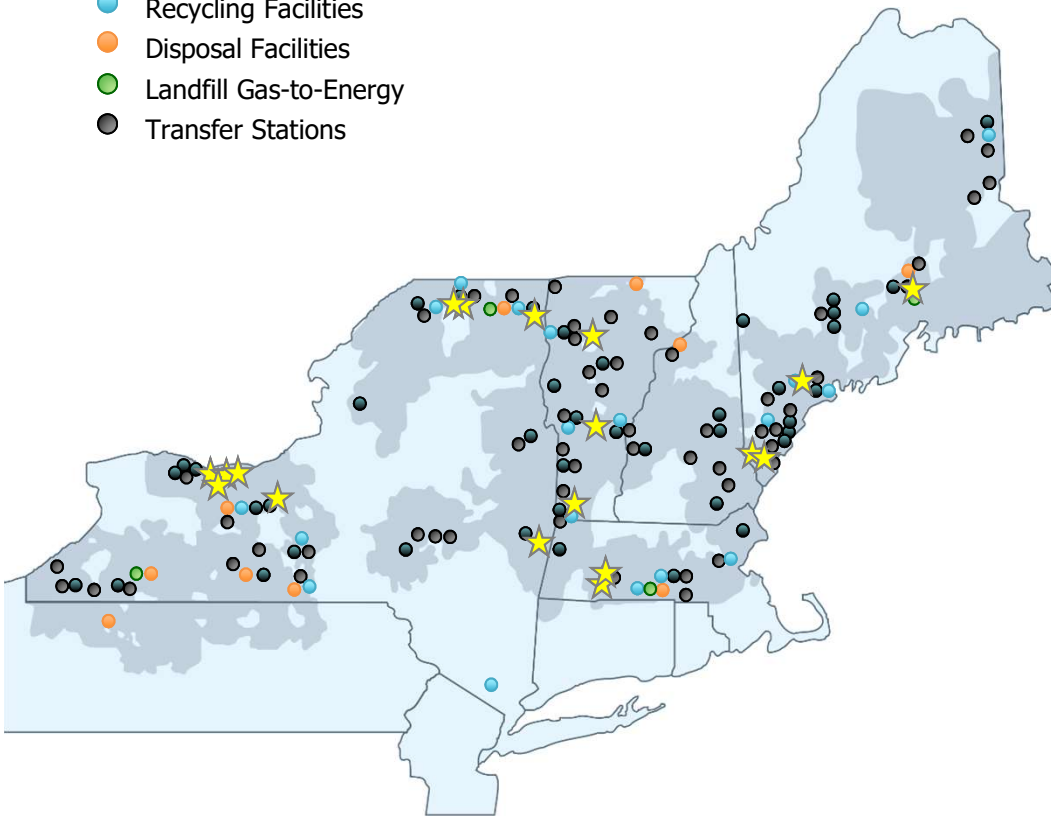 Recycling Facilities
Disposal Facilities
Landfill Gas-to-Energy
Transfer Stations